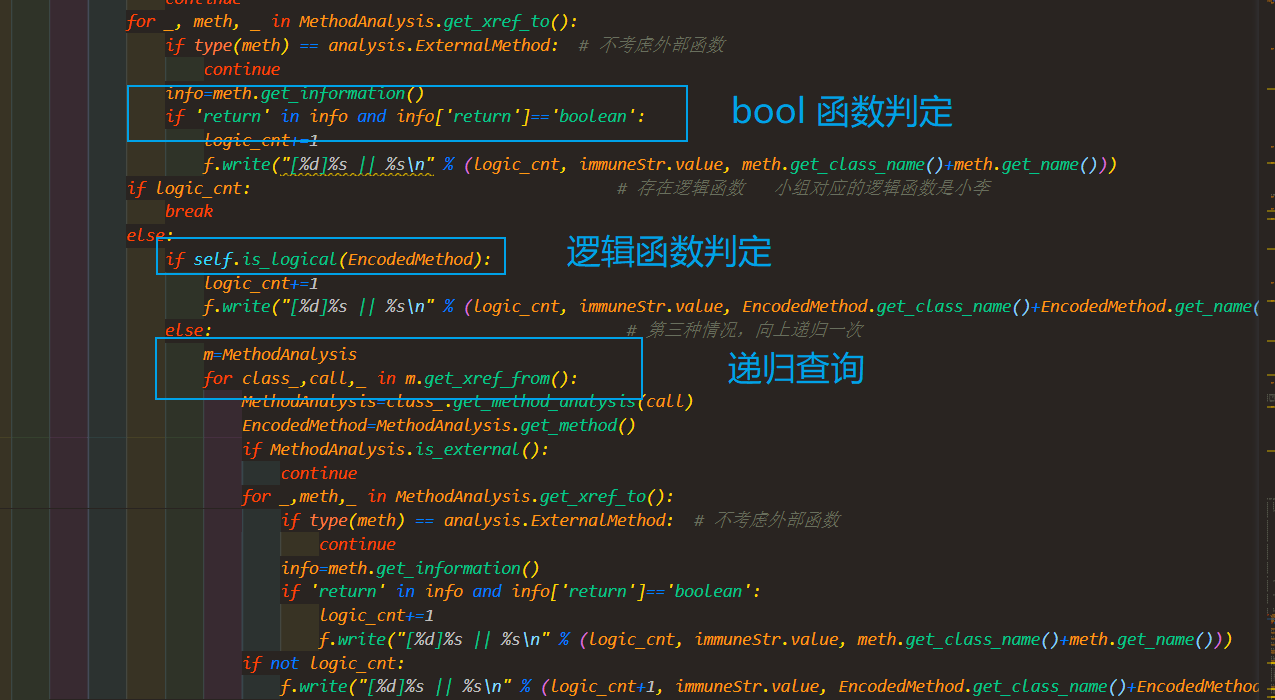 continue
for _, meth, _ in MethodAnalysis.get_xref_to():
if type(meth) == analysis.ExternalMethod:  # 不考虑外部函数
continue
info=meth.get_information()
if 'return' in info and info['return']=='boolean':
bool 函数判定
logic_cnt+=1
f.write("[%d]%s || %s\n" % (logic_cnt, immuneStr.value, meth.get_class_name()+meth.get_name()))
if logic_cnt:  # 存在逻辑函数   小组对应的逻辑函数是小李
break
else:
if self.is_logical(EncodedMethod):
逻辑函数判定
logic_cnt+=1
f.write("[%d]%s || %s\n" % (logic_cnt, immuneStr.value, EncodedMethod.get_class_name()+EncodedMethod.get_name(
else:  # 第三种情况，向上递归一次
m=MethodAnalysis
for class_,call,_ in m.get_xref_from():
递归查询
MethodAnalysis=class_.get_method_analysis(call)
EncodedMethod=MethodAnalysis.get_method()
if MethodAnalysis.is_external():
continue
for _,meth,_ in MethodAnalysis.get_xref_to():
if type(meth) == analysis.ExternalMethod:  # 不考虑外部函数
continue
info=meth.get_information()
if 'return' in info and info['return']=='boolean':
logic_cnt+=1
f.write("[%d]%s || %s\n" % (logic_cnt, immuneStr.value, meth.get_class_name()+meth.get_name()))
if not logic_cnt:
f.write("[%d]%s || %s\n" % (logic_cnt+1, immuneStr.value, EncodedMethod.get_class_name()+EncodedMethod